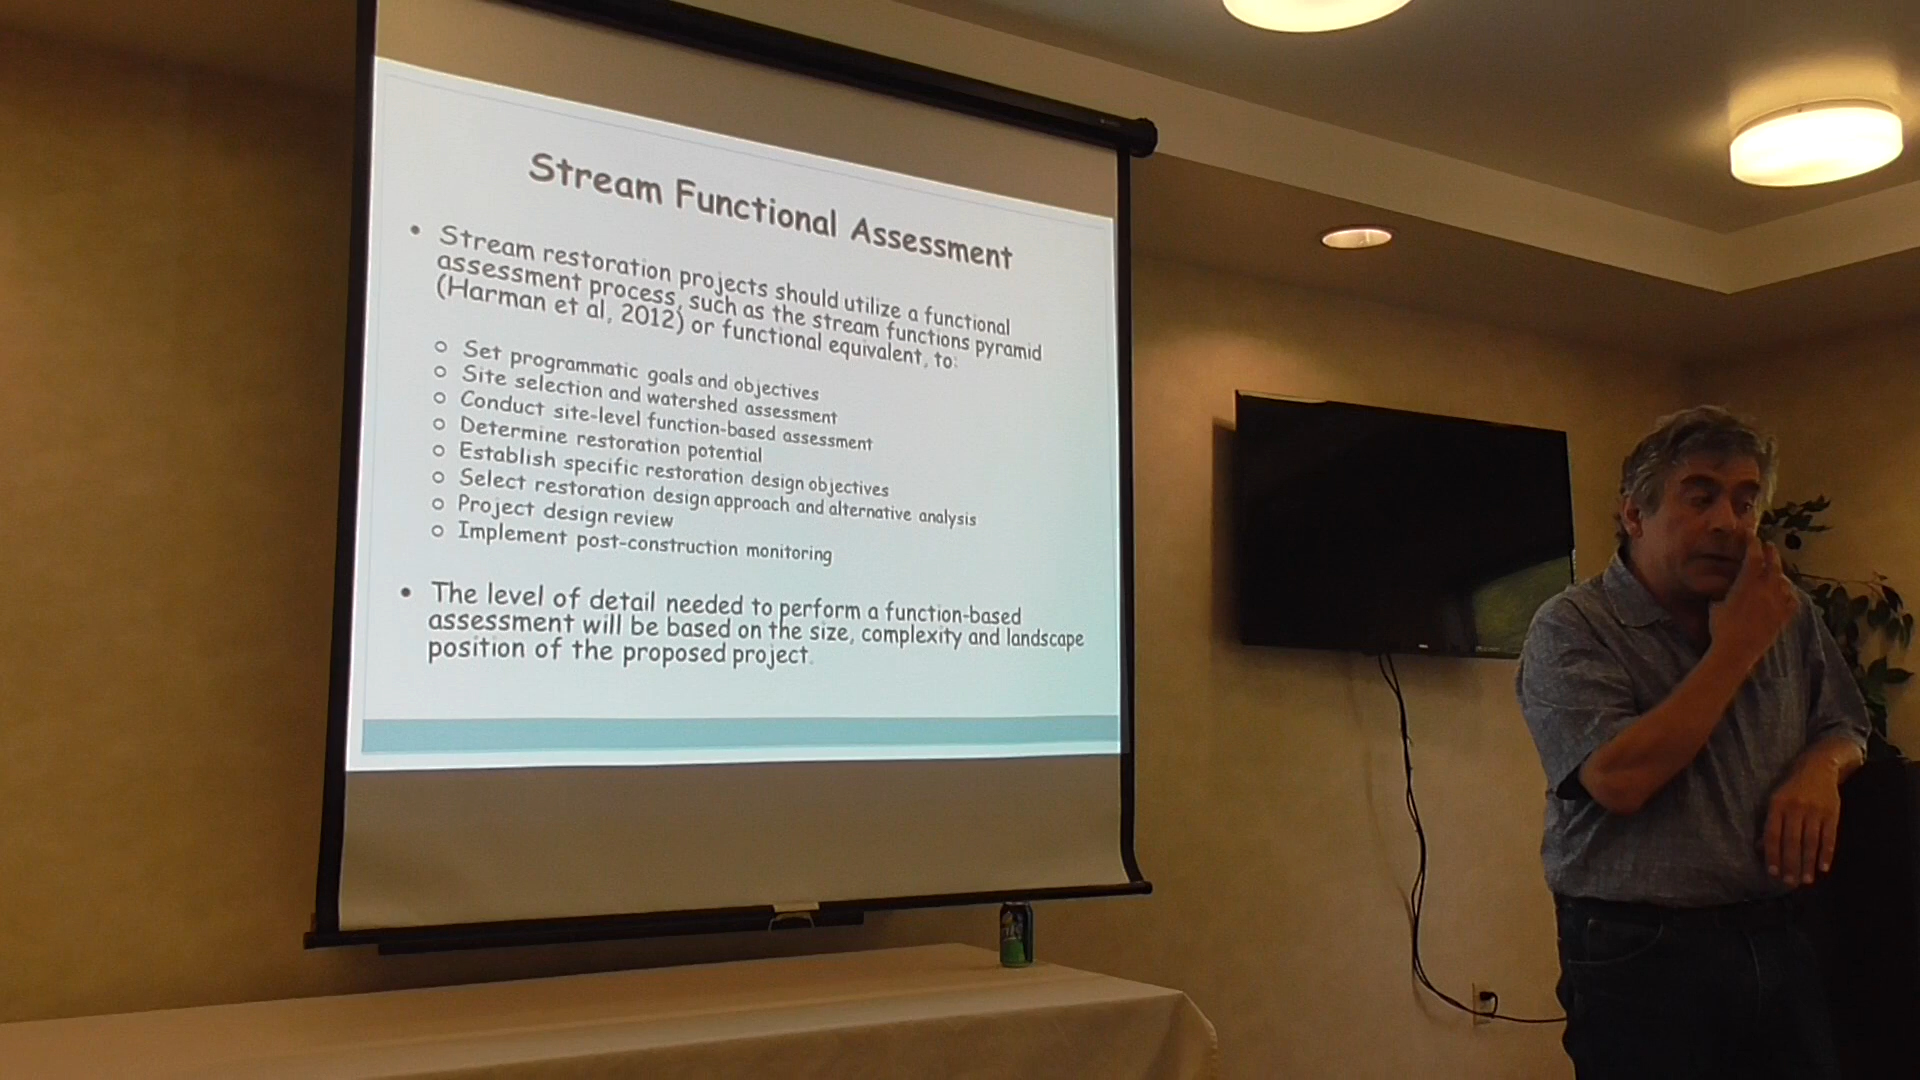 Stream Functional Assessment
• Stream restoration projects should utilize a functional
assessment process, such as the stream functions pyramid
(Harman et al, 2012) or functional equivalent, to:
o Set programmatic goals and objectives
o Site selection and watershed assessment
o Conduct site-level function-based assessment
o Determine restoration potential
o Establish specific restoration design objectives
o Select restoration design approach and alternative analysis
o Project design review
o Implement post-construction monitoring
• The level of detail needed to perform a function-based
assessment will be based on the size, complexity and landscape
position of the proposed project.